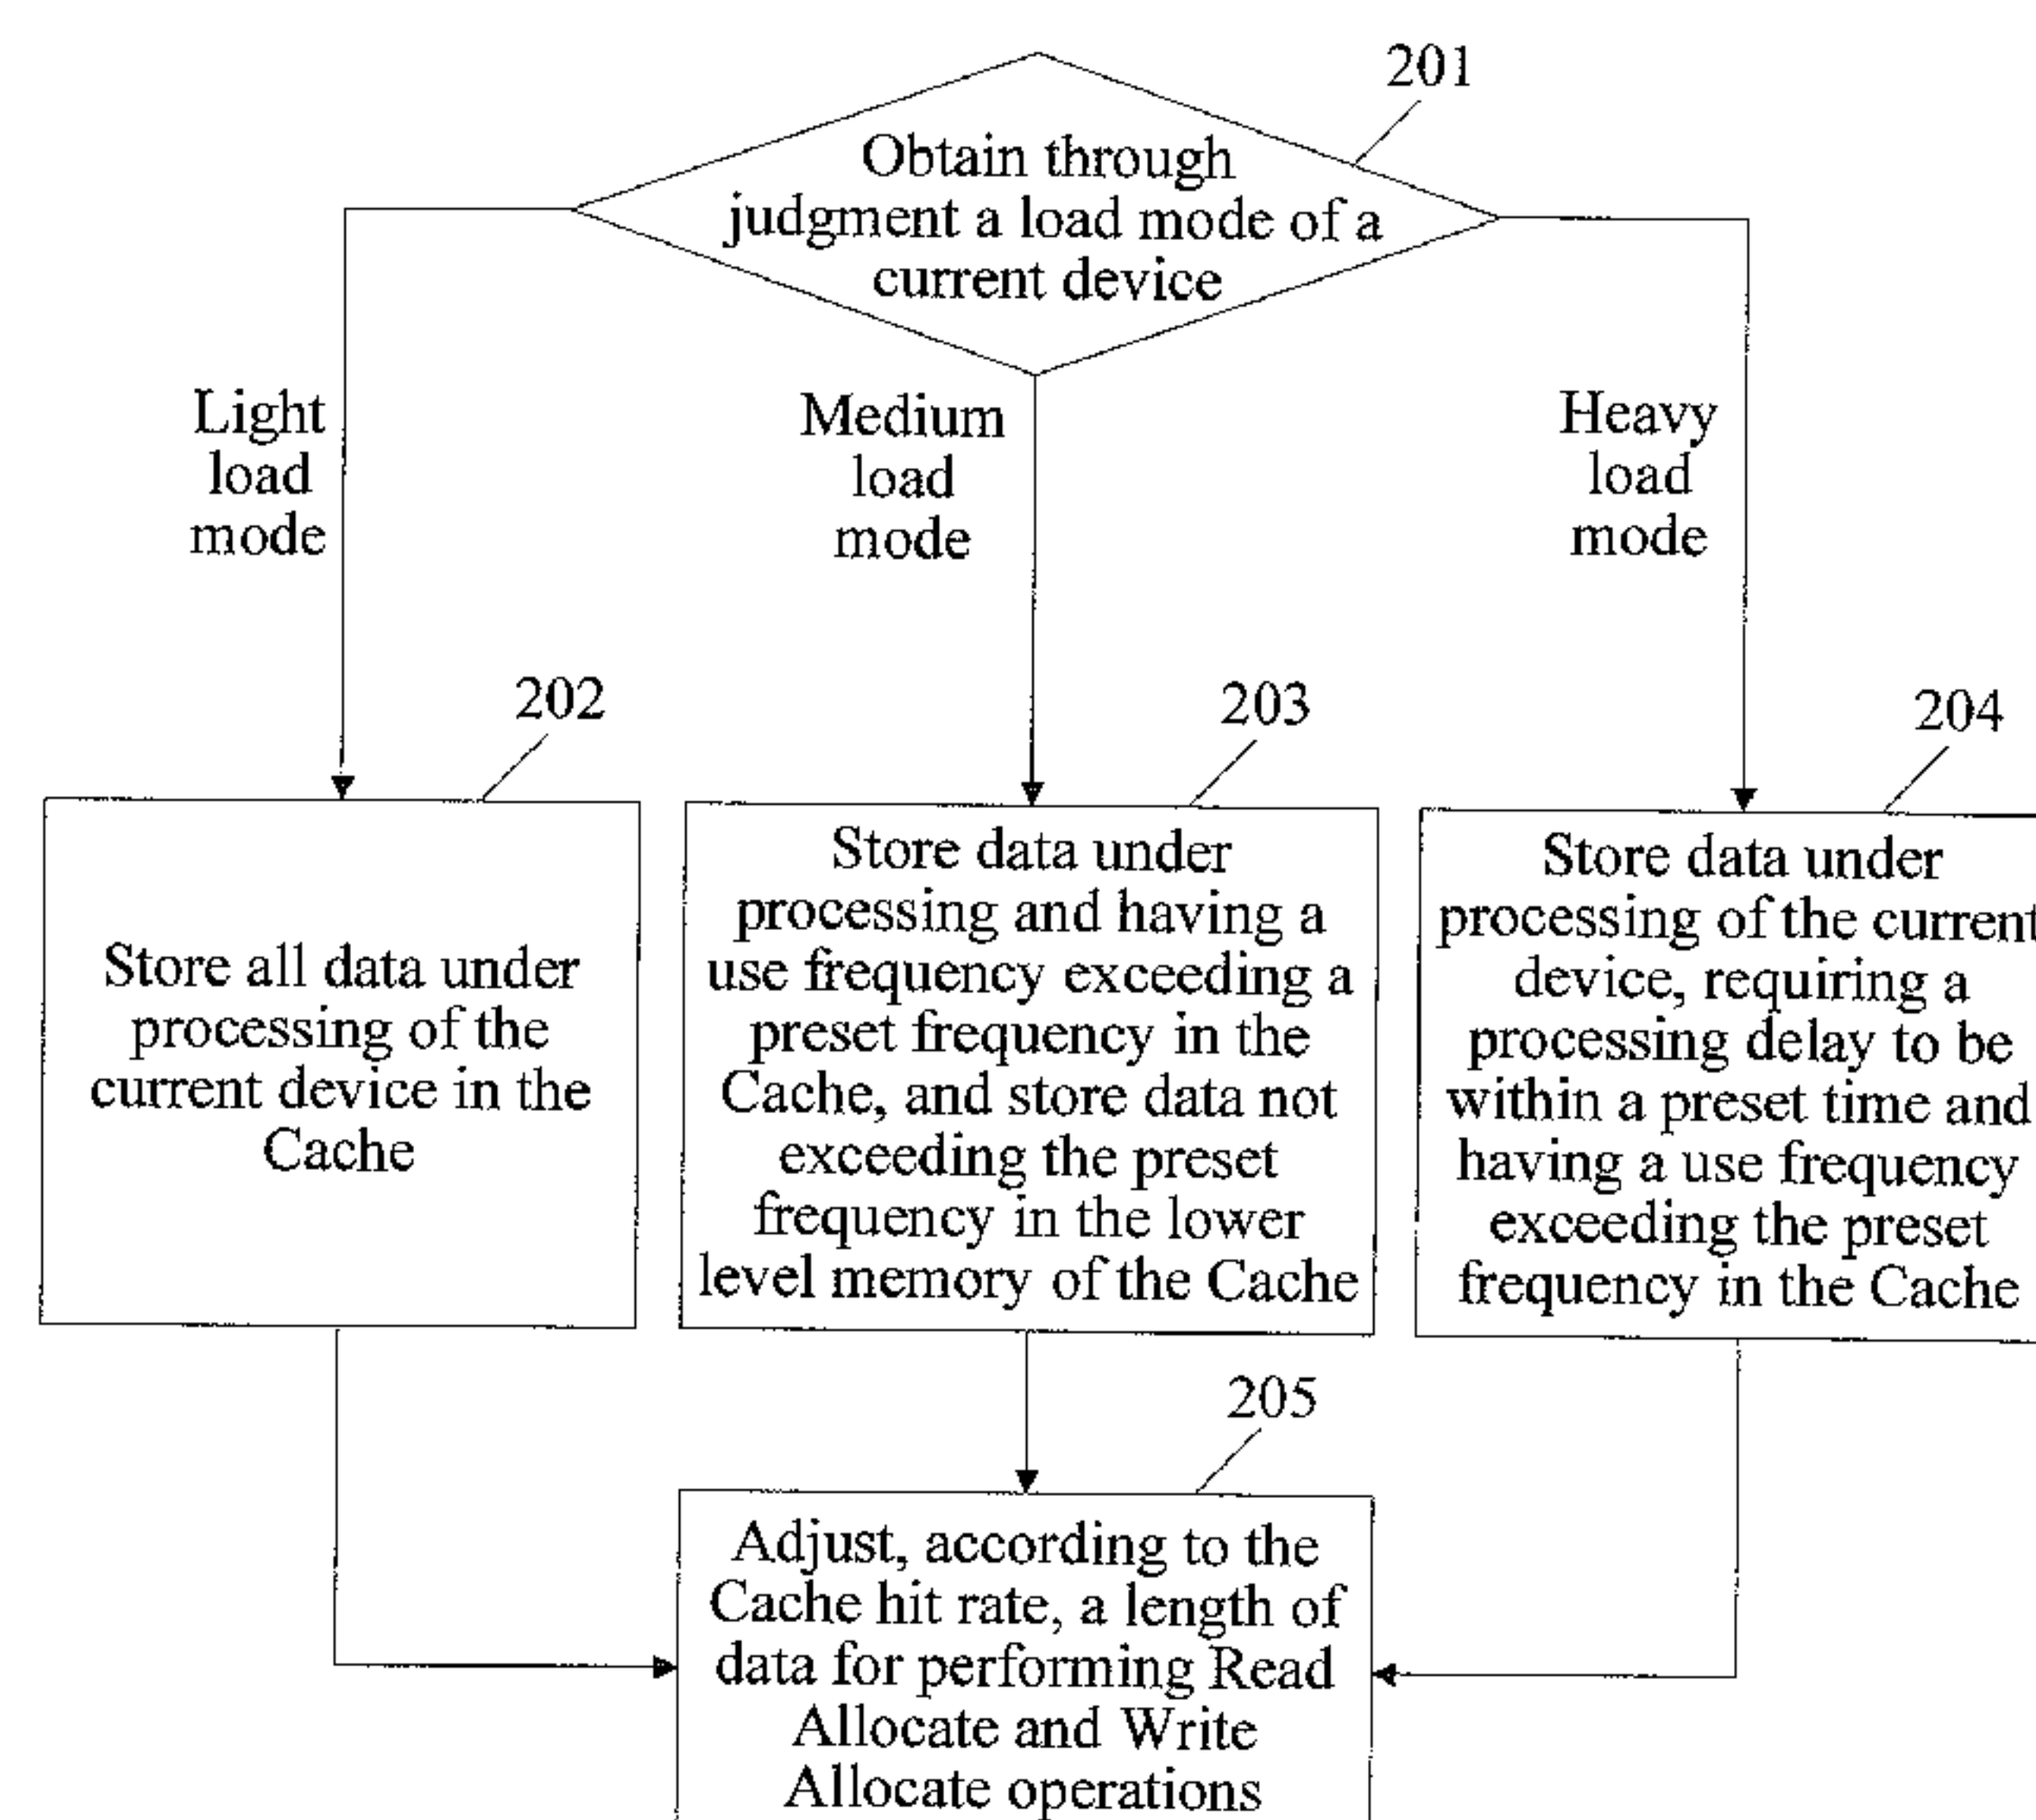 201
Obtain through
judgment a load mode of a
current device
Light
load
mode
Medium
load
mode
Heavy
load
mode
202
203
204
Store all data under
processing of the
current device in the
Cache
Store data under
processing and having a
use frequency exceeding a
preset frequency in the
Cache, and store data not
exceeding the preset
frequency in the lower
level memory of the Cache
Store data under
processing of the current
device, requiring a
processing delay to be
within a preset time and
having a use frequency
exceeding the preset
frequency in the Cache
205
Adjust, according to the
Cache hit rate, a length of
data for performing Read
Allocate and Write
Allocate operations